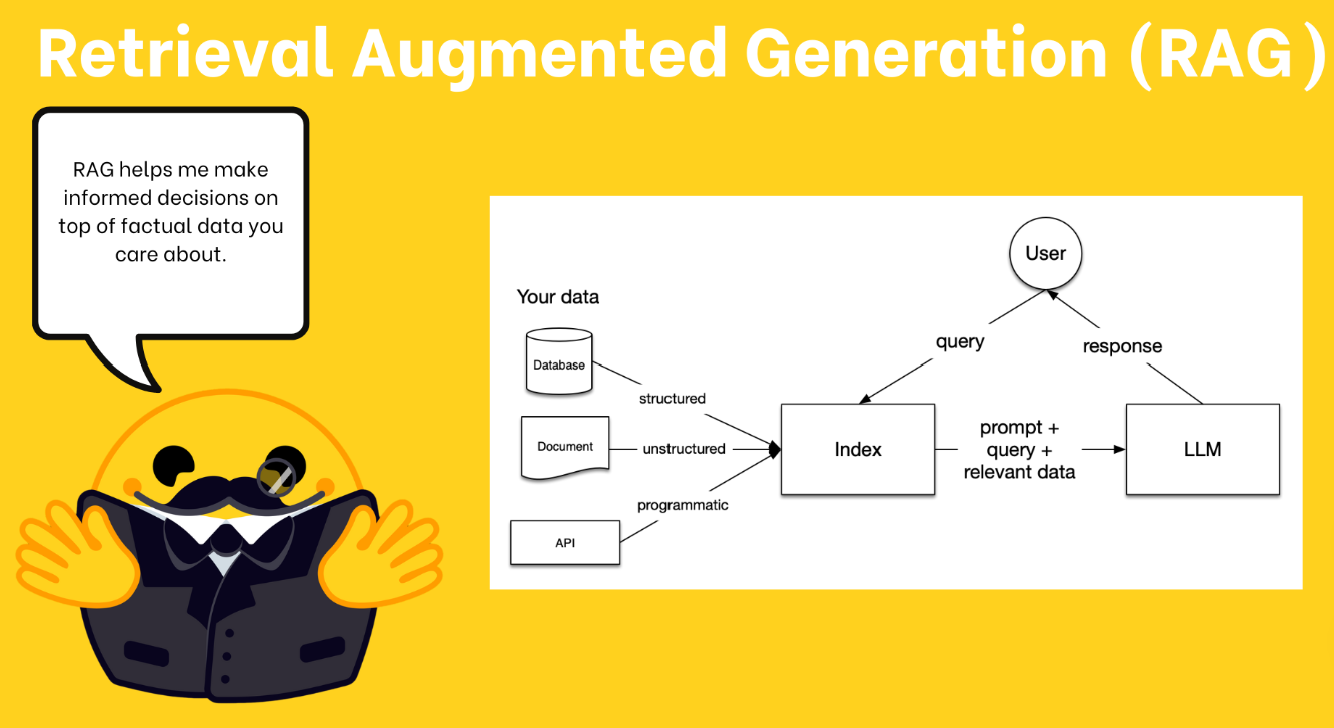 Retrieval Augmented Generation (RAG)
RAG helps me make
informed decisions on
top of factual data you
care about.
Your data
Database
Document
API
structured
unstructured
programmatic
User
query
response
Index
prompt +
query +
relevant data
LLM